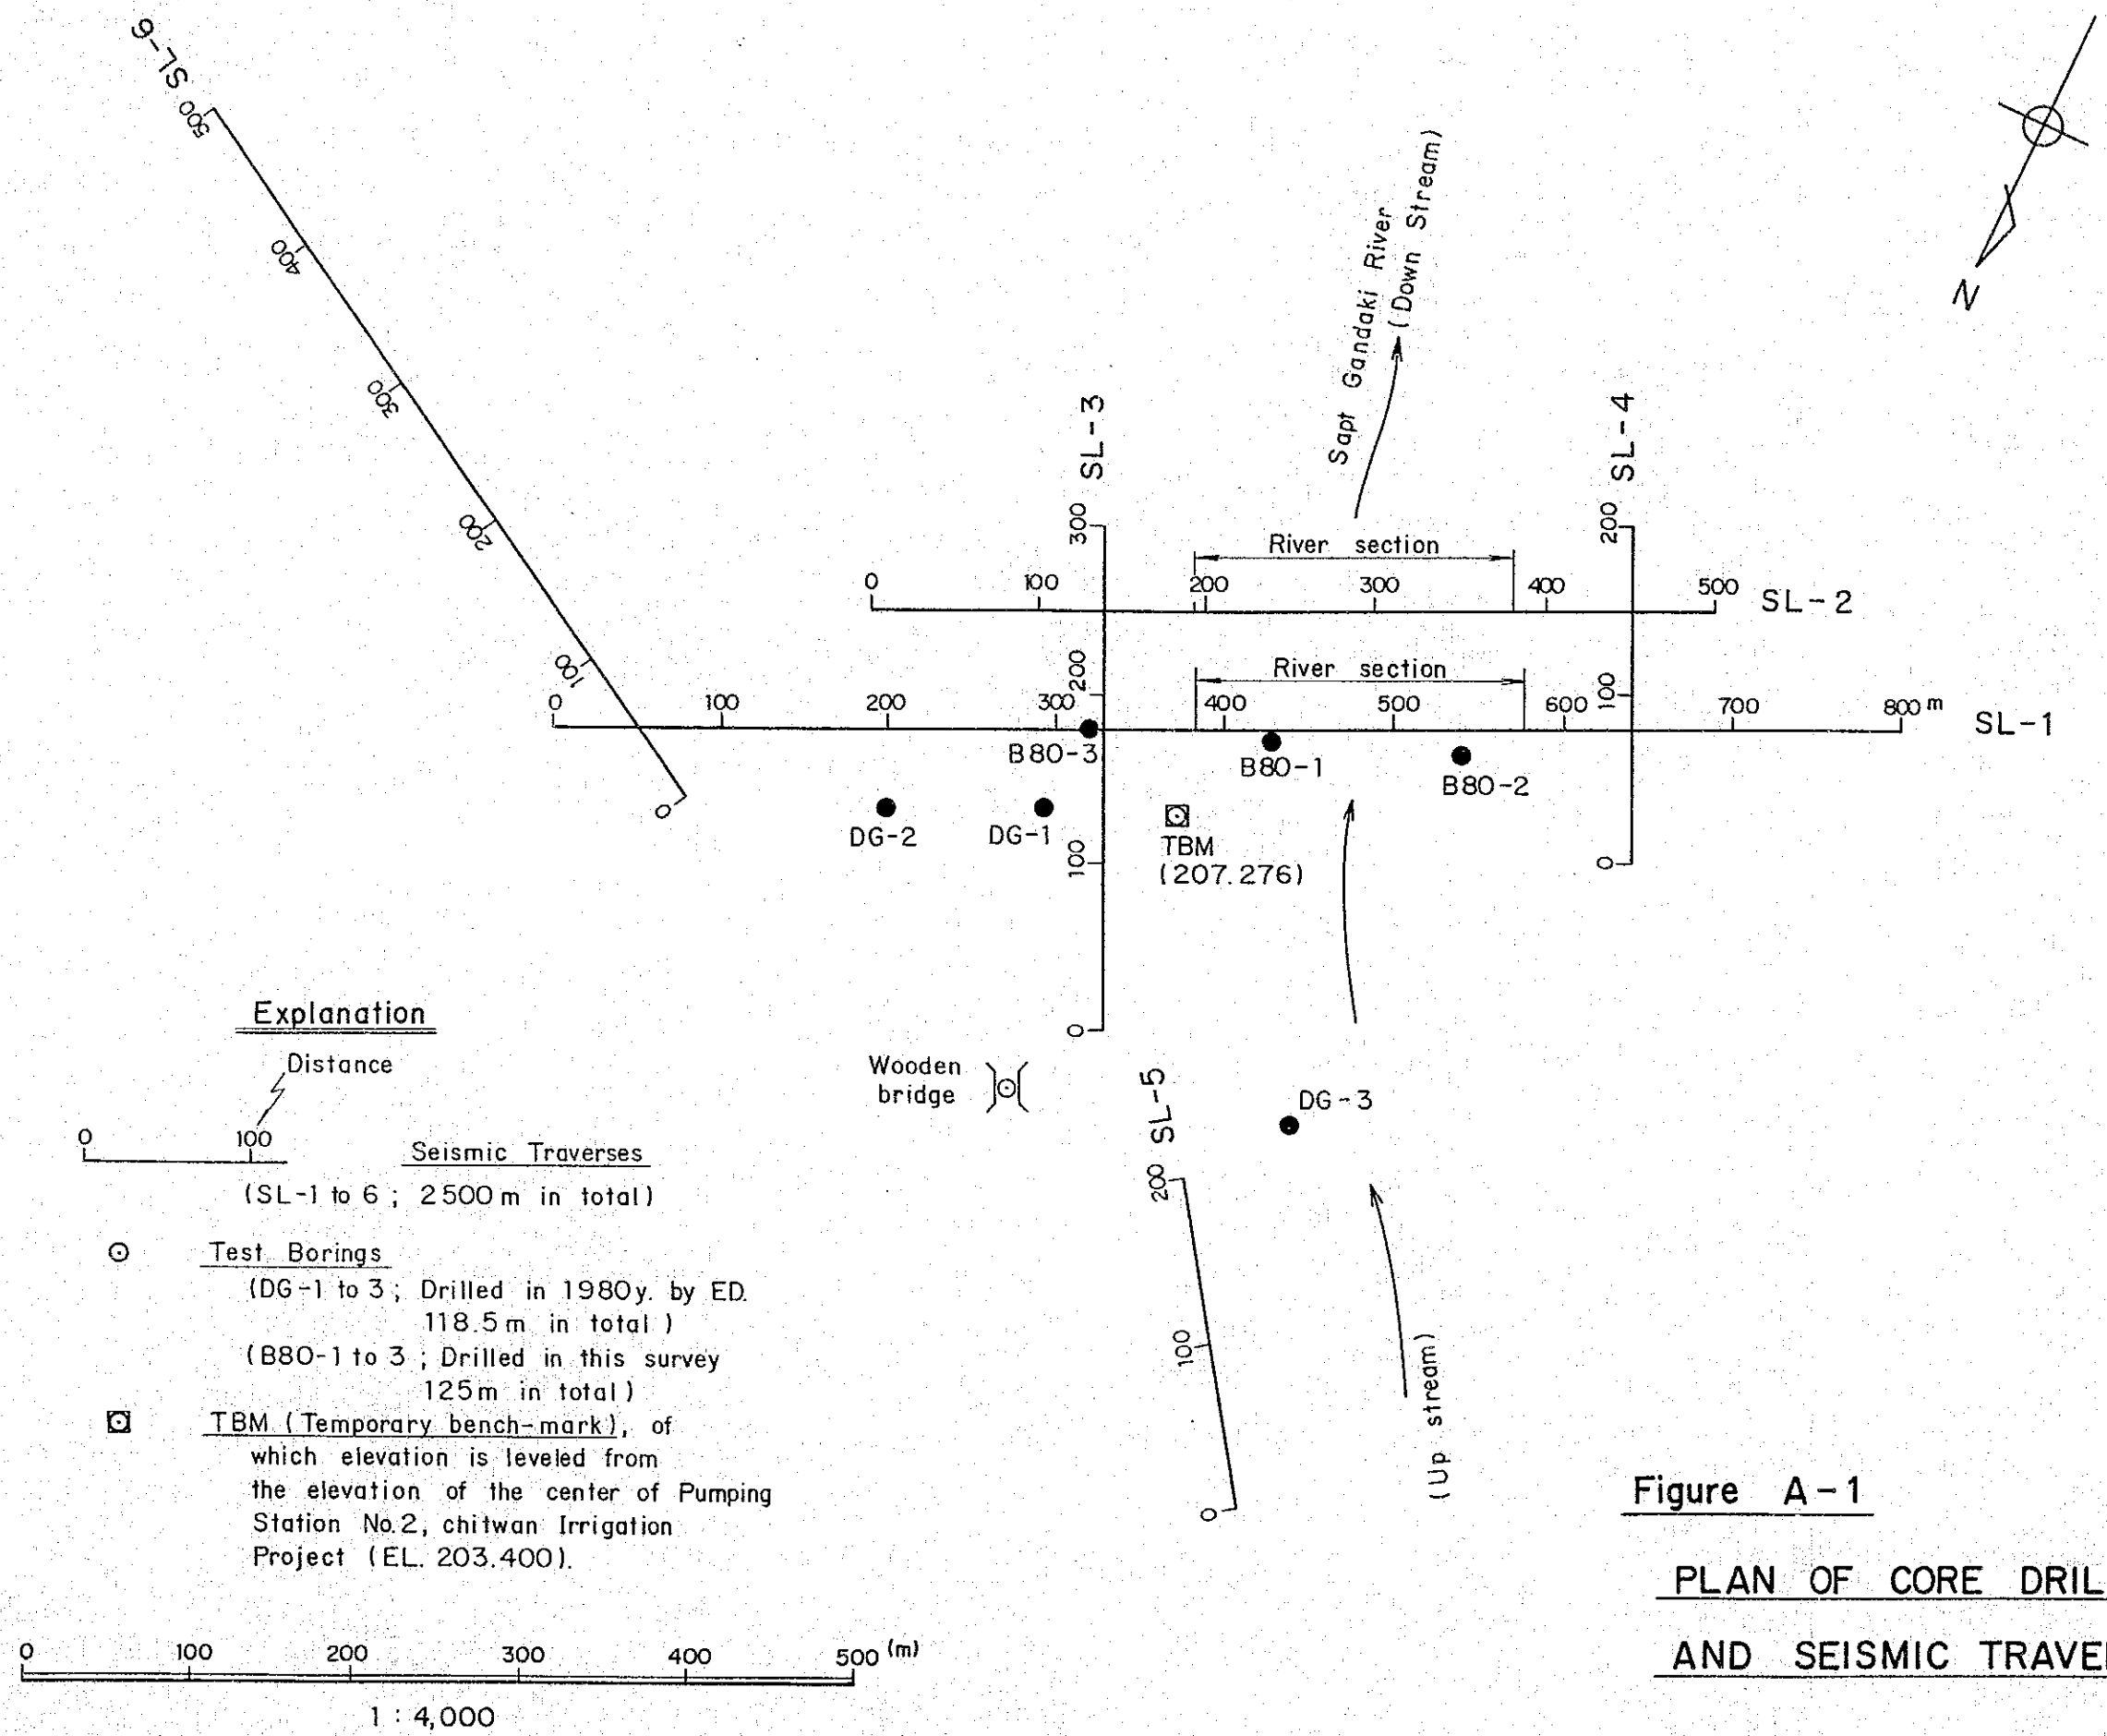 SL-6
500
400
300
200
100
0
N
Sapt Gandaki River
(Down Stream)
SL-3
300
200
100
0
SL-4
200
100
0
River section
0 100 200 300 400 500 SL-2
River section
0 100 200 300 400 500 600 700 800 m SL-1
B80-3
B80-1
B80-2
DG-2
DG-1
TBM
(207.276)
Wooden
bridge
SL-5
200
100
0
DG-3
(Up stream)
Explanation
Distance
0 100
Seismic Traverses
(SL-1 to 6 ; 2500 m in total)
Test Borings
(DG-1 to 3 ; Drilled in 1980y. by ED.
118.5 m in total )
(B80-1 to 3 ; Drilled in this survey
125 m in total )
TBM (Temporary bench-mark), of
which elevation is leveled from
the elevation of the center of Pumping
Station No.2, chitwan Irrigation
Project (EL. 203.400).
0 100 200 300 400 500 (m)
1 : 4,000
Figure A-1
PLAN OF CORE DRIL
AND SEISMIC TRAVE